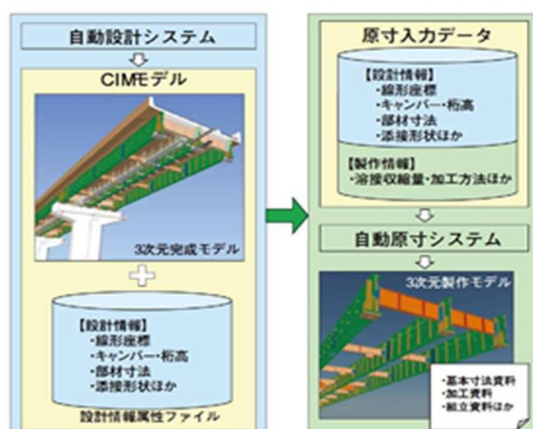 自動設計システム
CIMモデル
3次元完成モデル
【設計情報】
・線形座標
・キャンバー・桁高
・部材寸法
・添接形状ほか
設計情報属性ファイル
原寸入力データ
【設計情報】
・線形座標
・キャンバー・桁高
・部材寸法
・添接形状ほか
【製作情報】
・溶接収縮量・加工方法ほか
自動原寸システム
3次元製作モデル
・基本寸法資料
・加工資料
・組立資料ほか